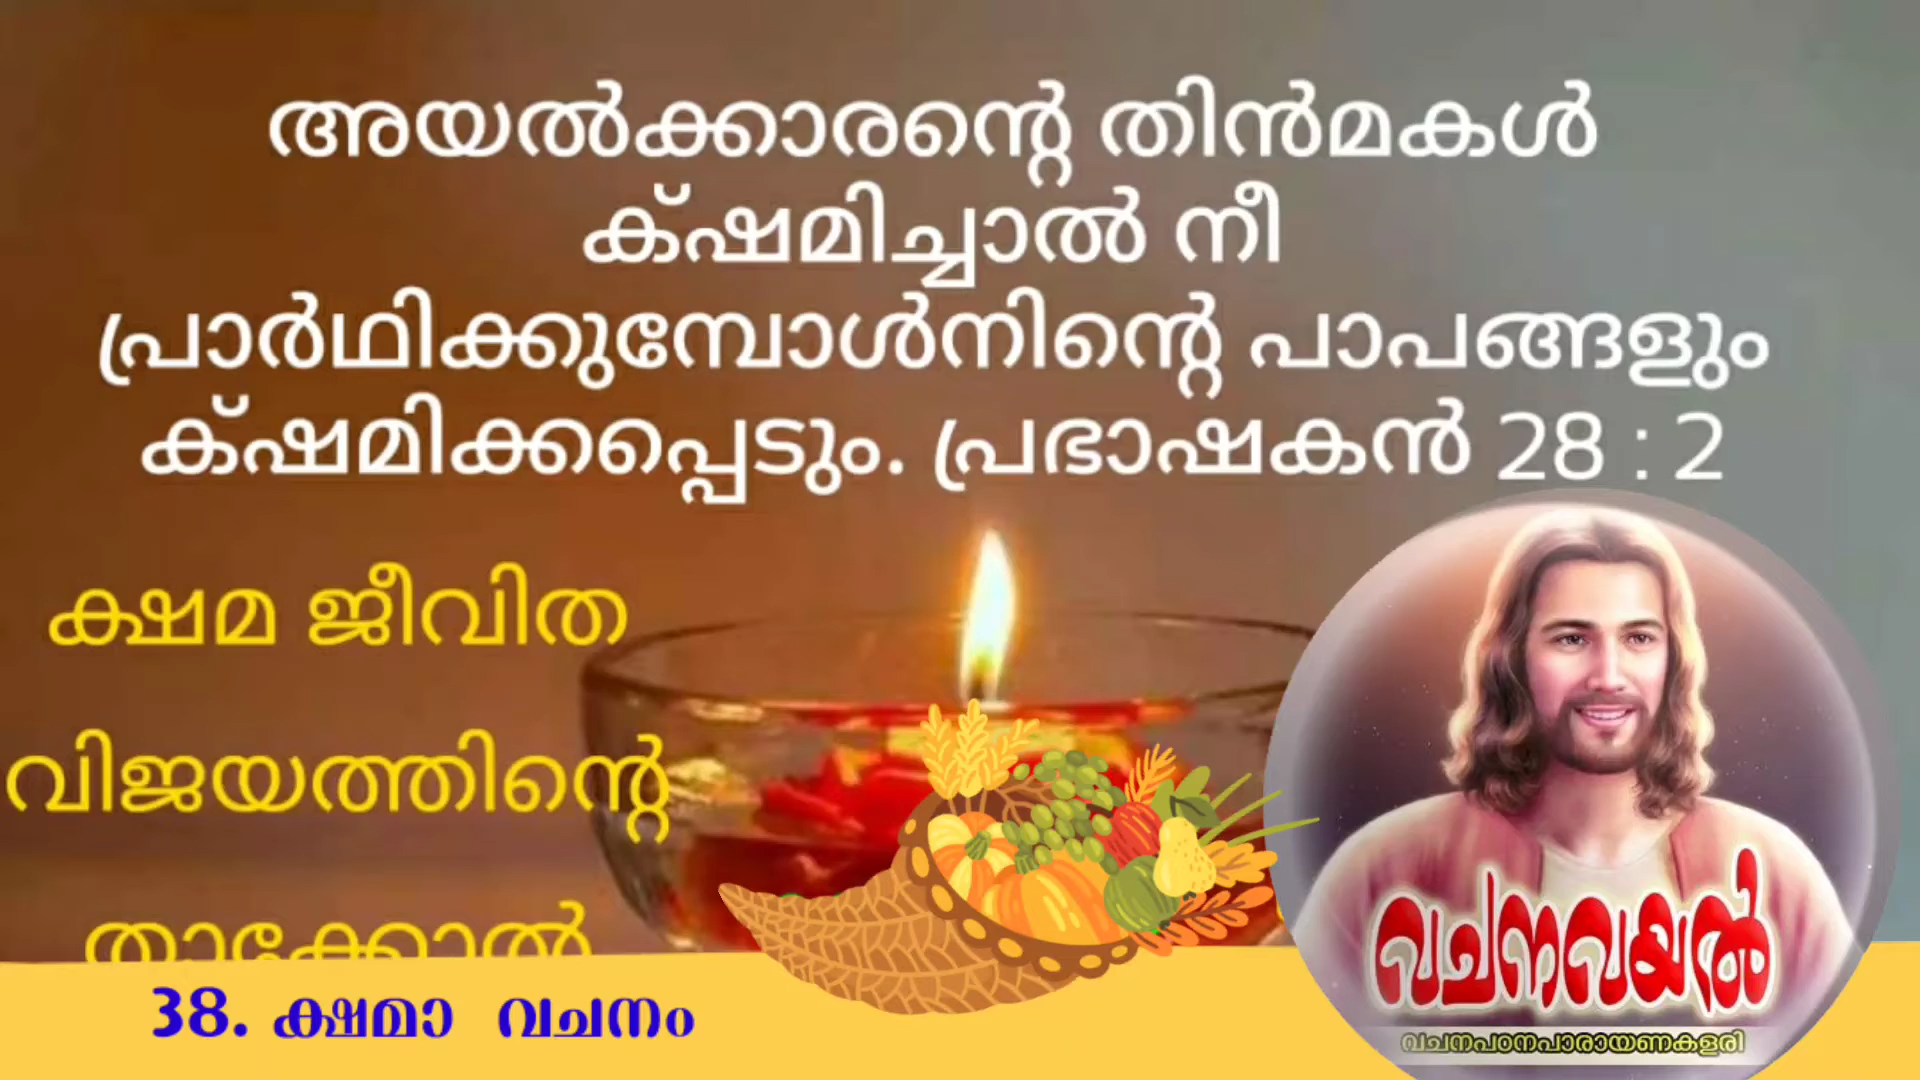 അയൽക്കാരന്റെ തിൻമകൾ
ക്‌ഷമിച്ചാൽ നീ
പ്രാർഥിക്കുമ്പോൾനിന്റെ പാപങ്ങളും
ക്‌ഷമിക്കപ്പെടും. പ്രഭാഷകൻ 28 : 2
ക്ഷമ ജീവിത
വിജയത്തിന്റെ
താക്കോൽ
38. ക്ഷമാ വചനം
വചനവയൽ
വചനപഠനപാരായണകളരി